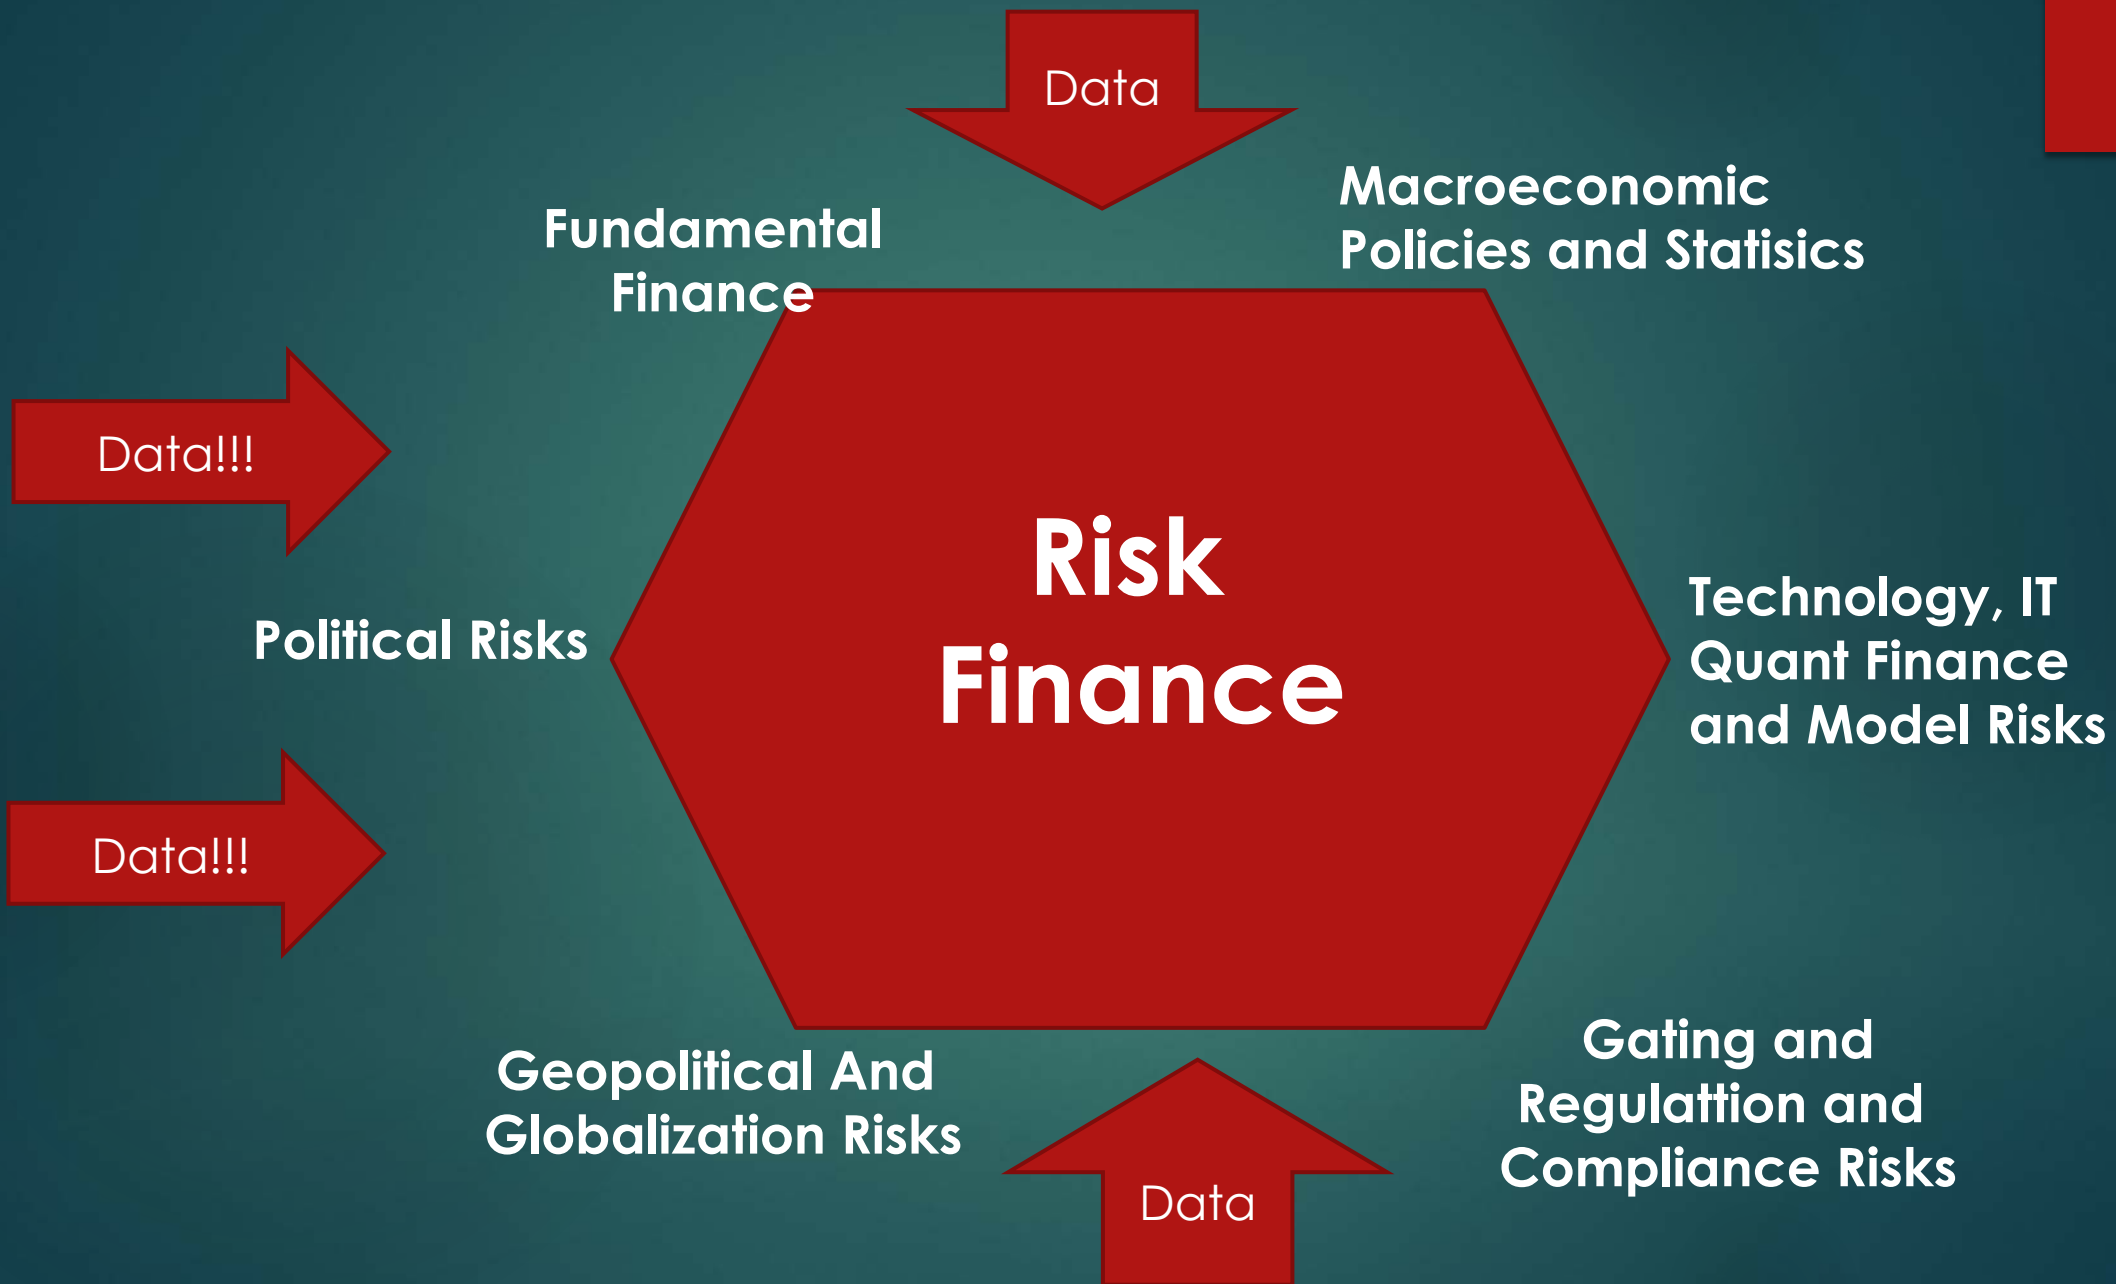 Data
Fundamental
Finance
Macroeconomic
Policies and Statisics
Data!!!
Risk
Finance
Political Risks
Technology, IT
Quant Finance
and Model Risks
Data!!!
Geopolitical And
Globalization Risks
Gating and
Regulattion and
Compliance Risks
Data